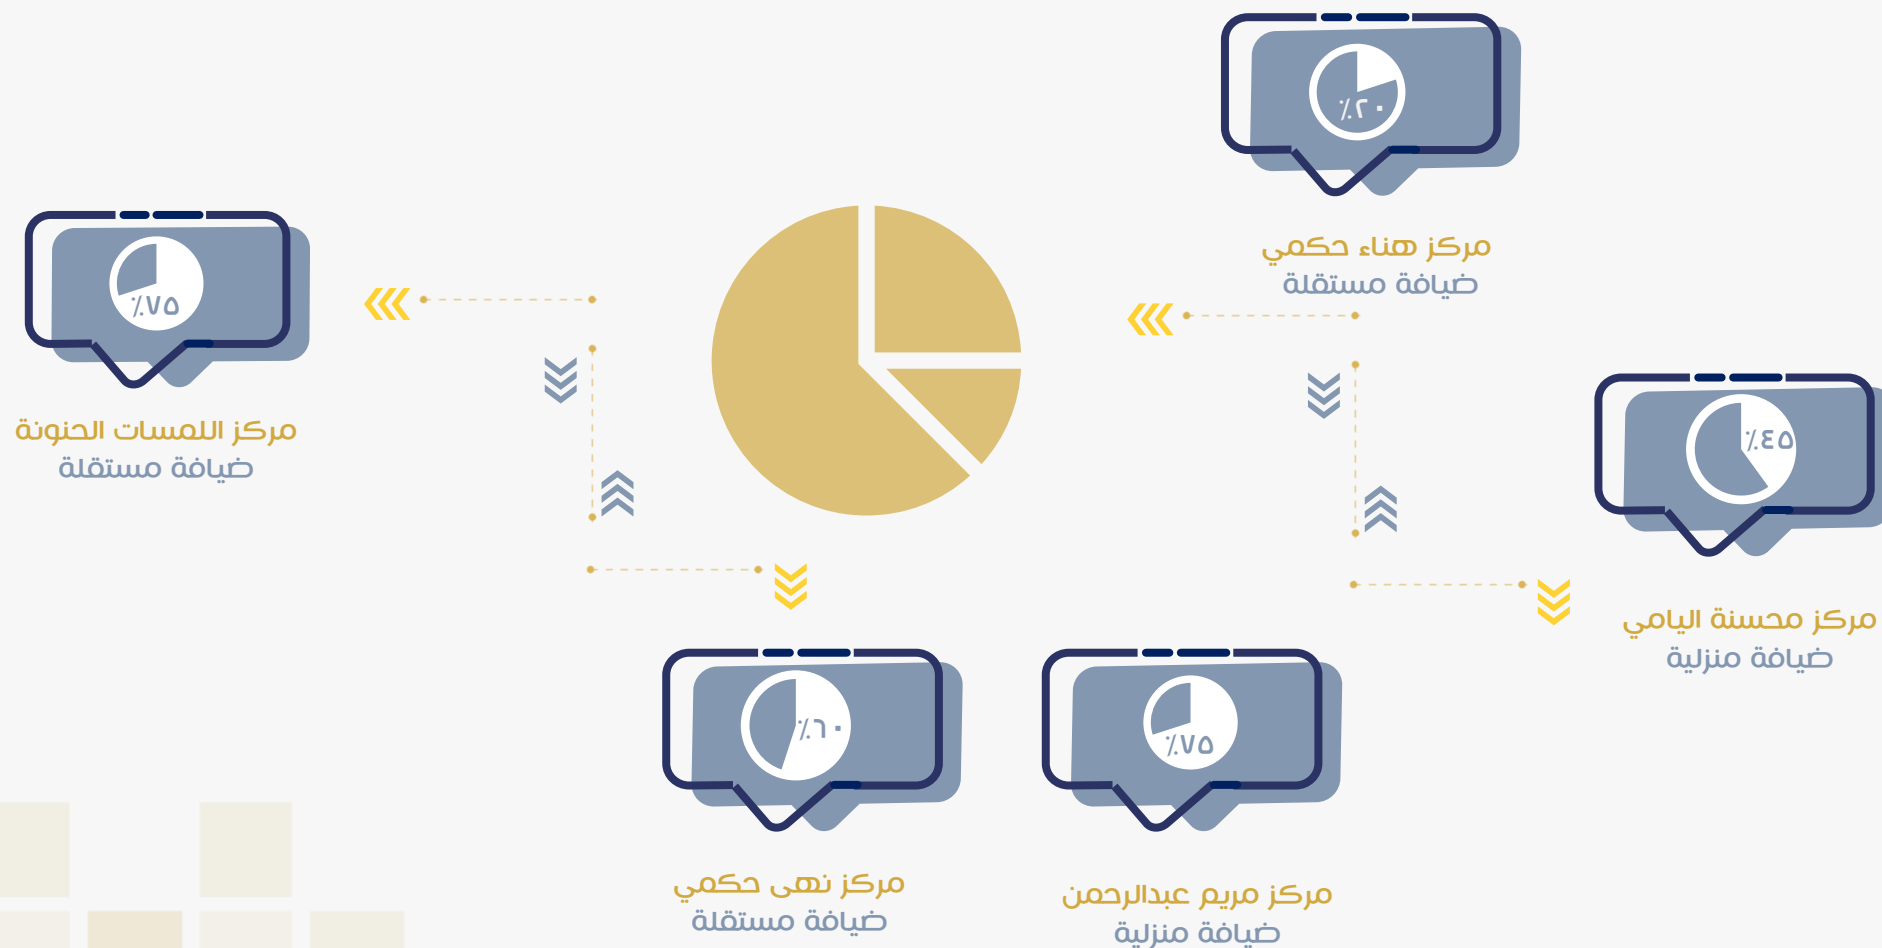 ٪٢٠
مركز هناء حكمي
ضيافة مستقلة
٪٧٥
مركز اللمسات الحنونة
ضيافة مستقلة
٪٤٥
مركز محسنة اليامي
ضيافة منزلية
٪٧٥
مركز مريم عبدالرحمن
ضيافة منزلية
٪٦٠
مركز نهى حكمي
ضيافة مستقلة